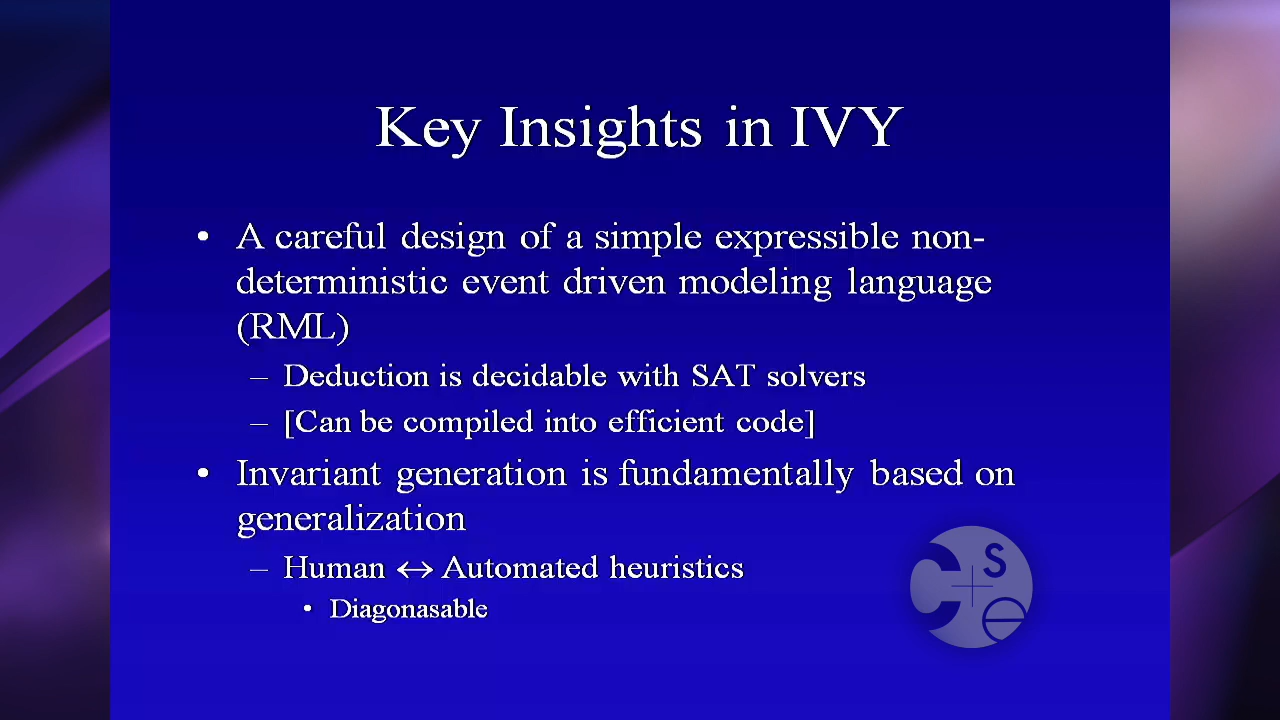 Key Insights in IVY
• A careful design of a simple expressible non-
deterministic event driven modeling language
(RML)
– Deduction is decidable with SAT solvers
– [Can be compiled into efficient code]
• Invariant generation is fundamentally based on
generalization
– Human ↔ Automated heuristics
• Diagonasable
C s e